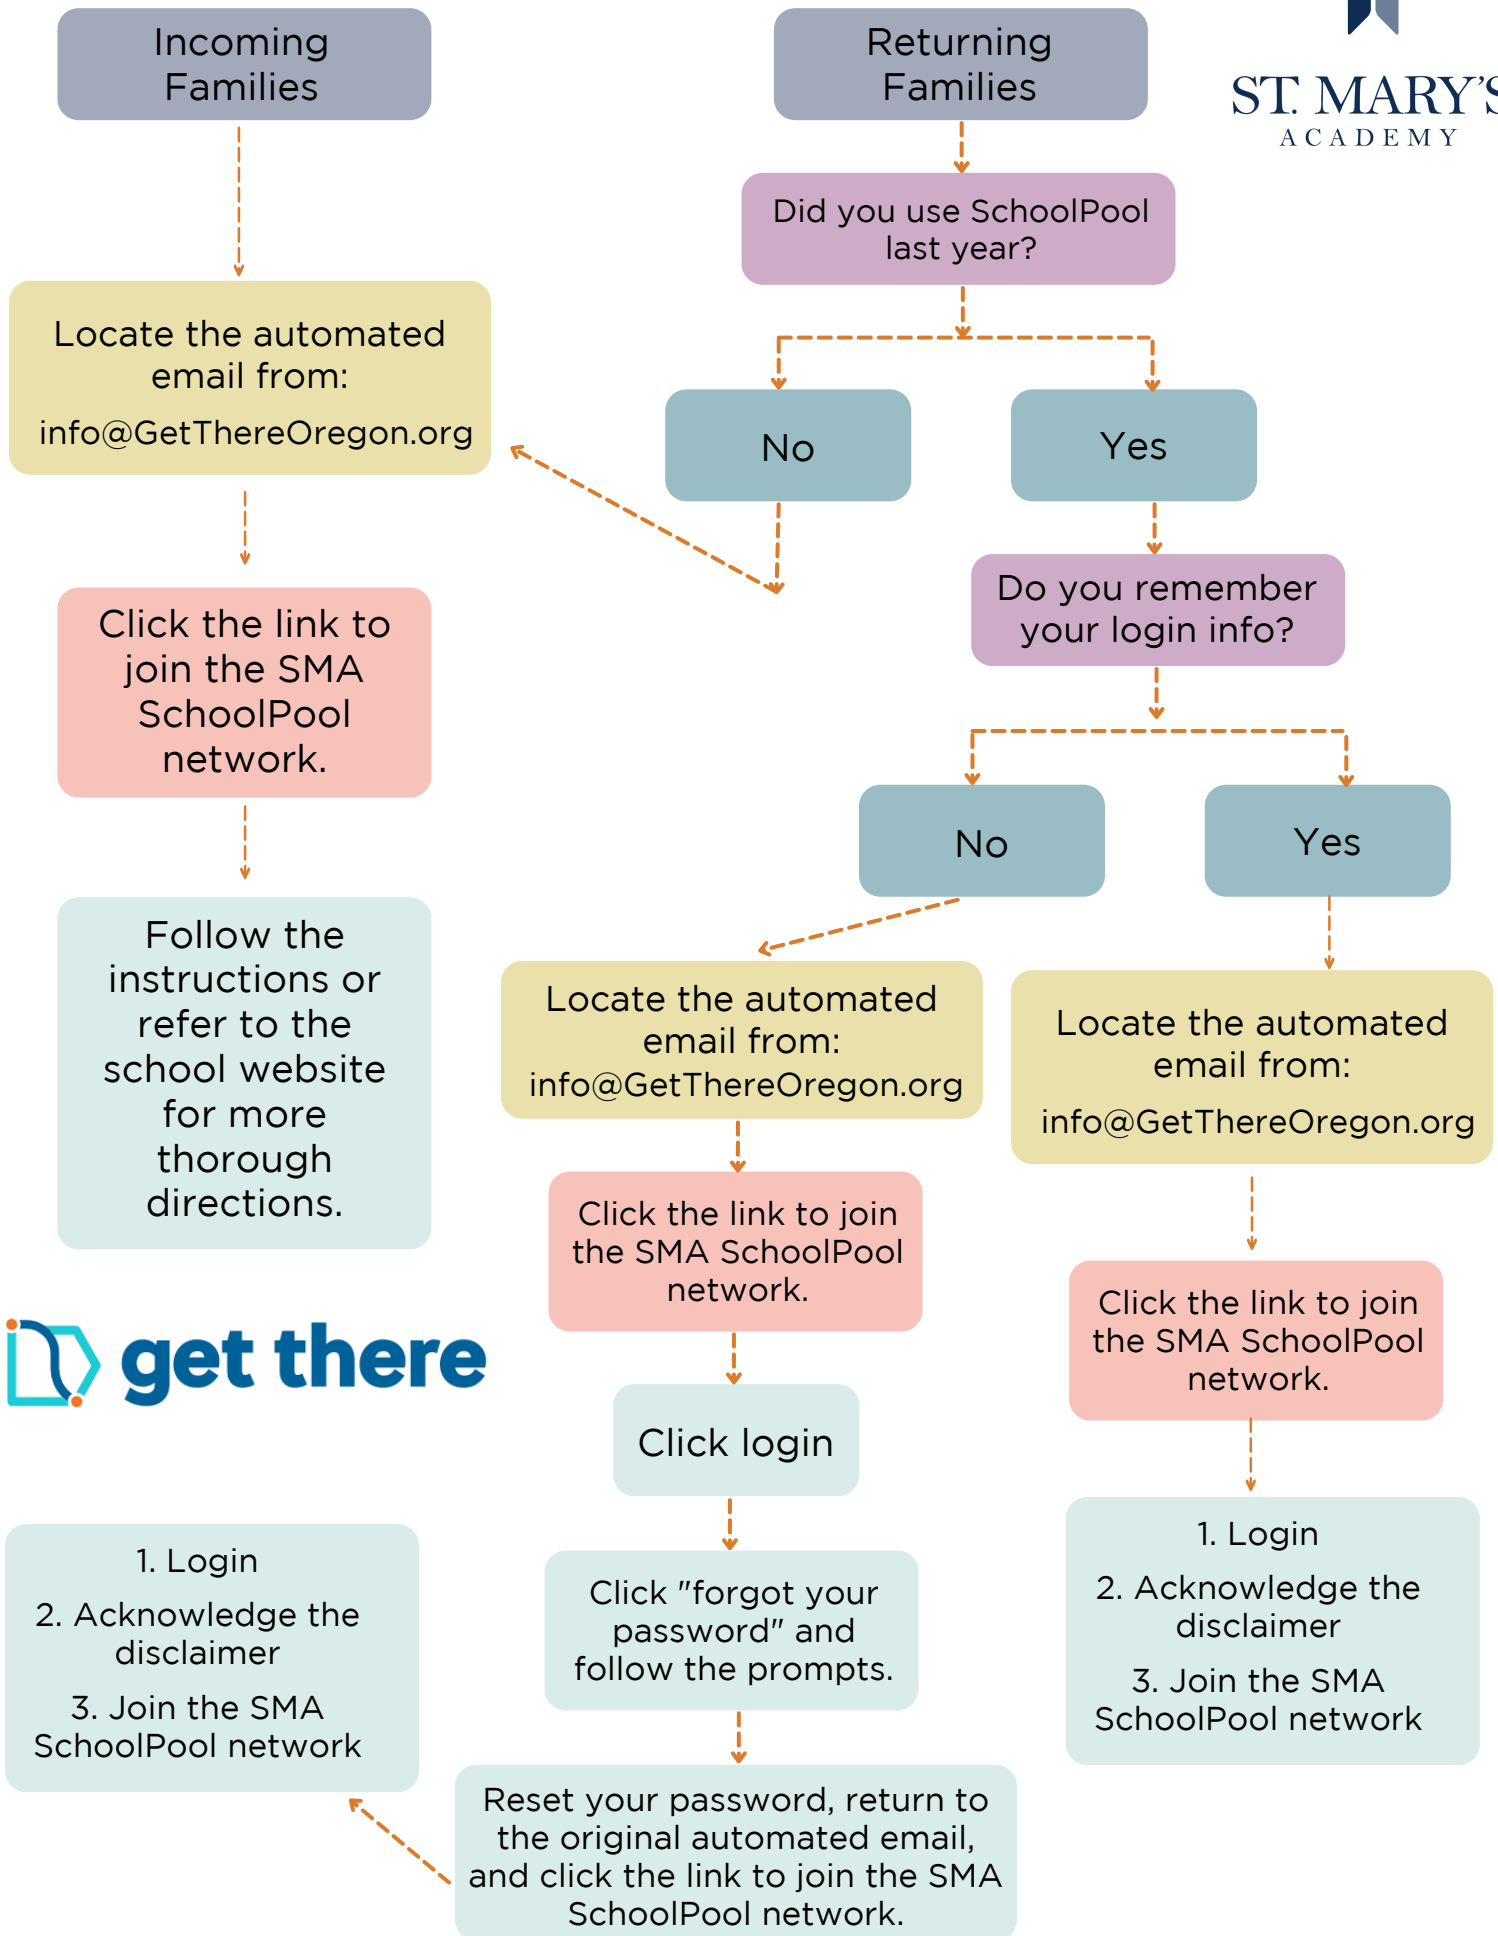 Incoming
Families
Returning
Families
ST. MARY'S
ACADEMY
Did you use SchoolPool
last year?
Locate the automated
email from:
info@GetThereOregon.org
No
Yes
Click the link to
join the SMA
SchoolPool
network.
Do you remember
your login info?
No
Yes
Follow the
instructions or
refer to the
school website
for more
thorough
directions.
Locate the automated
email from:
info@GetThereOregon.org
Locate the automated
email from:
info@GetThereOregon.org
Click the link to join
the SMA SchoolPool
network.
Click the link to join
the SMA SchoolPool
network.
get there
Click login
Click "forgot your
password" and
follow the prompts.
1. Login
2. Acknowledge the
disclaimer
3. Join the SMA
SchoolPool network
1. Login
2. Acknowledge the
disclaimer
3. Join the SMA
SchoolPool network
Reset your password, return to
the original automated email,
and click the link to join the SMA
SchoolPool network.